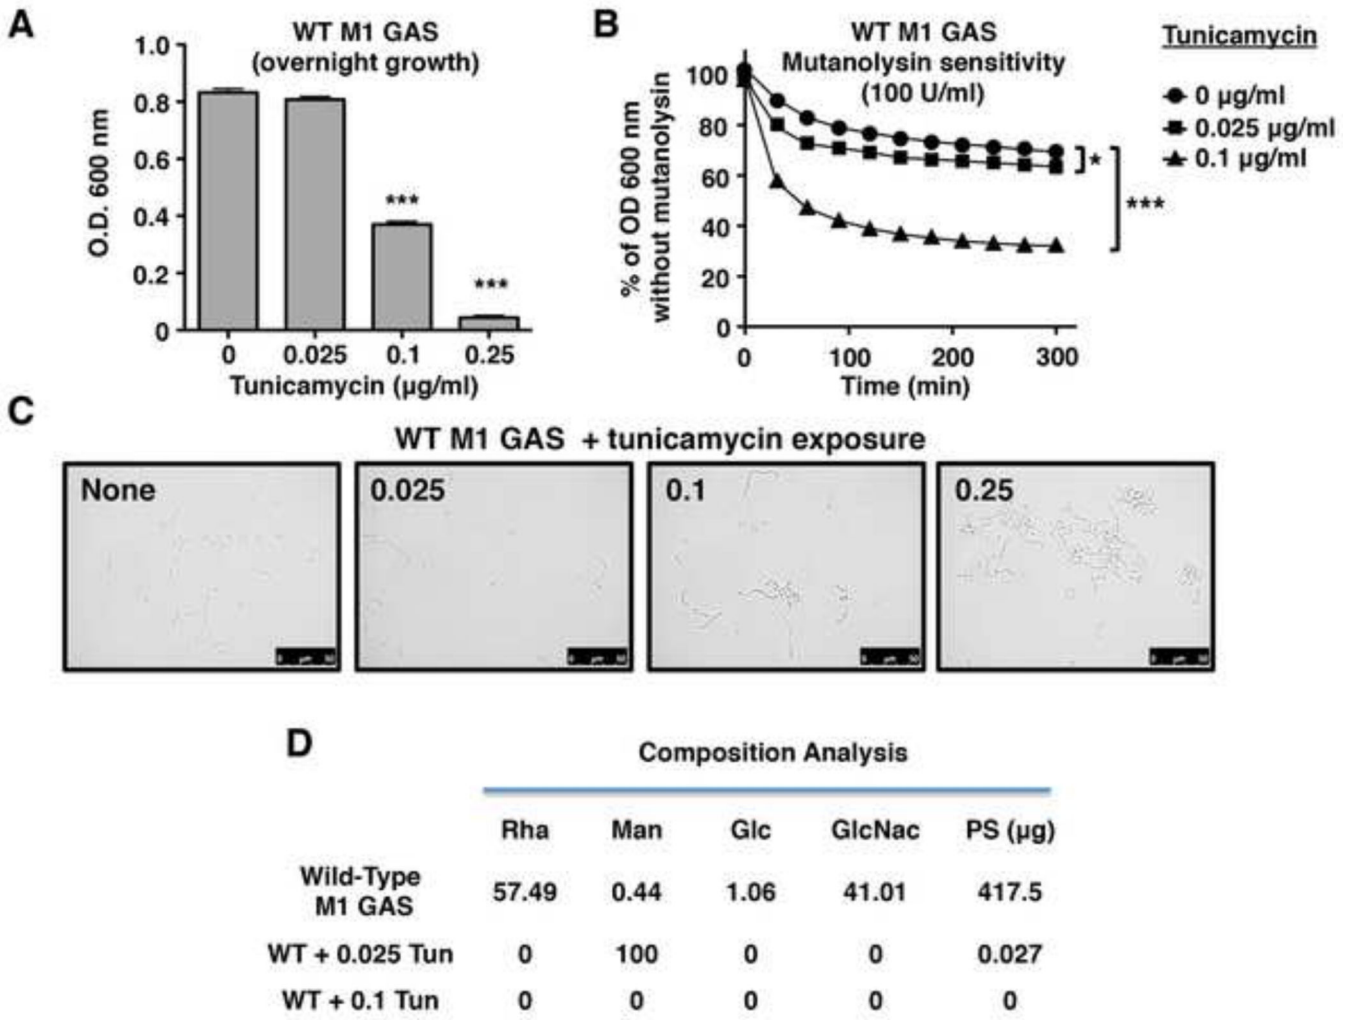 A
WT M1 GAS
(overnight growth)
1.0
0.8
0.6
0.4
0.2
0
O.D. 600 nm
***
***
0 0.025 0.1 0.25
Tunicamycin (µg/ml)
B
WT M1 GAS
Mutanolysin sensitivity
(100 U/ml)
100
80
60
40
20
0
% of OD 600 nm
without mutanolysin
*
***
0 100 200 300
Time (min)
Tunicamycin
0 µg/ml
0.025 µg/ml
0.1 µg/ml
C
WT M1 GAS + tunicamycin exposure
None 0.025 0.1 0.25
D
Composition Analysis
Rha Man Glc GlcNac PS (µg)
Wild-Type
M1 GAS 57.49 0.44 1.06 41.01 417.5
WT + 0.025 Tun 0 100 0 0 0.027
WT + 0.1 Tun 0 0 0 0 0